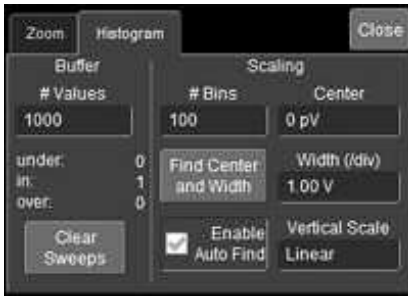 Zoom Histogram Close
Buffer Scaling
# Values # Bins Center
1000 100 0 pV
under: 0
in: 1
over: 0
Find Center and Width
Width (/div)
1.00 V
Clear Sweeps
Enable Auto Find
Vertical Scale
Linear